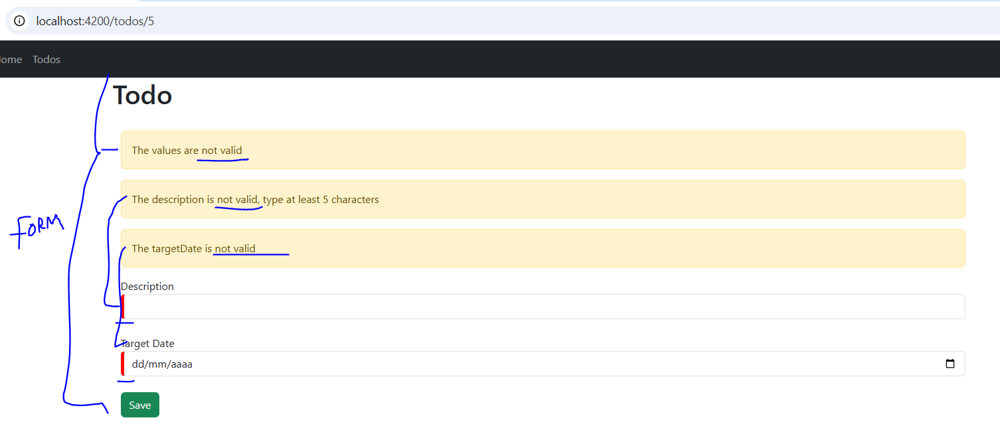 localhost:4200/todos/5
ome Todos
Todo
The values are not valid
The description is not valid, type at least 5 characters
FORM
The targetDate is not valid
Description
Target Date
dd/mm/aaaa
Save